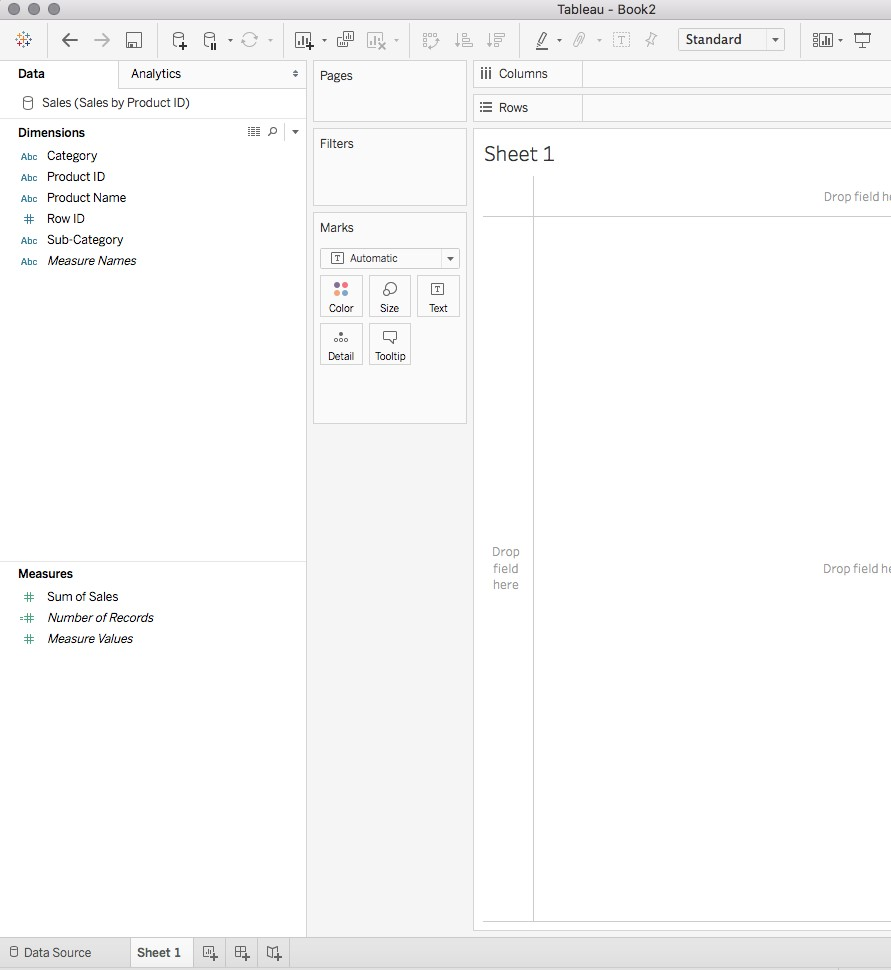 Tableau - Book2
Standard
Data
Analytics
Sales (Sales by Product ID)
Dimensions
Abc Category
Abc Product ID
Abc Product Name
# Row ID
Abc Sub-Category
Abc Measure Names
Measures
# Sum of Sales
=# Number of Records
# Measure Values
Pages
Filters
Marks
T Automatic
Color
Size
T
Text
Detail
Tooltip
Columns
Rows
Sheet 1
Drop field he
Drop
field
here
Drop field he
Data Source
Sheet 1